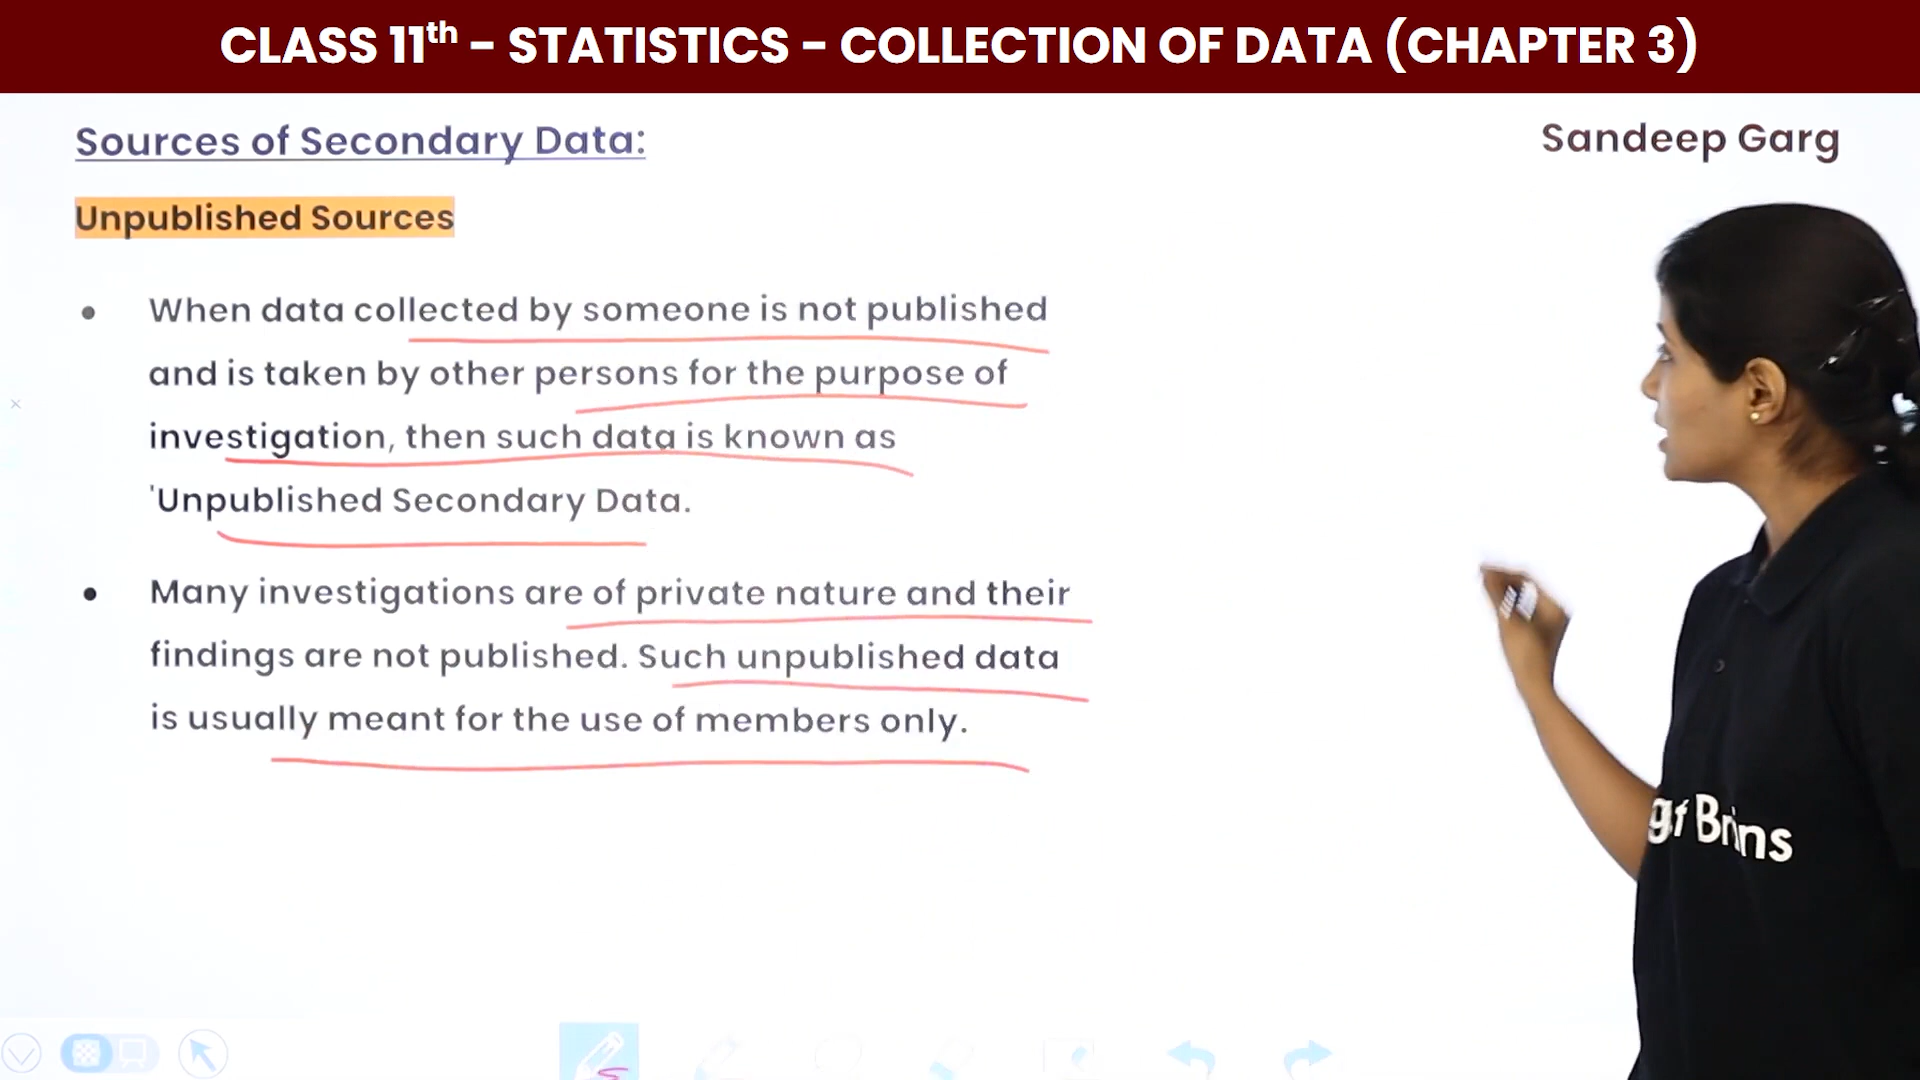 CLASS 11th – STATISTICS – COLLECTION OF DATA (CHAPTER 3)
Sources of Secondary Data:
Sandeep Garg
Unpublished Sources
• When data collected by someone is not published
and is taken by other persons for the purpose of
investigation, then such data is known as
'Unpublished Secondary Data.
• Many investigations are of private nature and their
findings are not published. Such unpublished data
is usually meant for the use of members only.